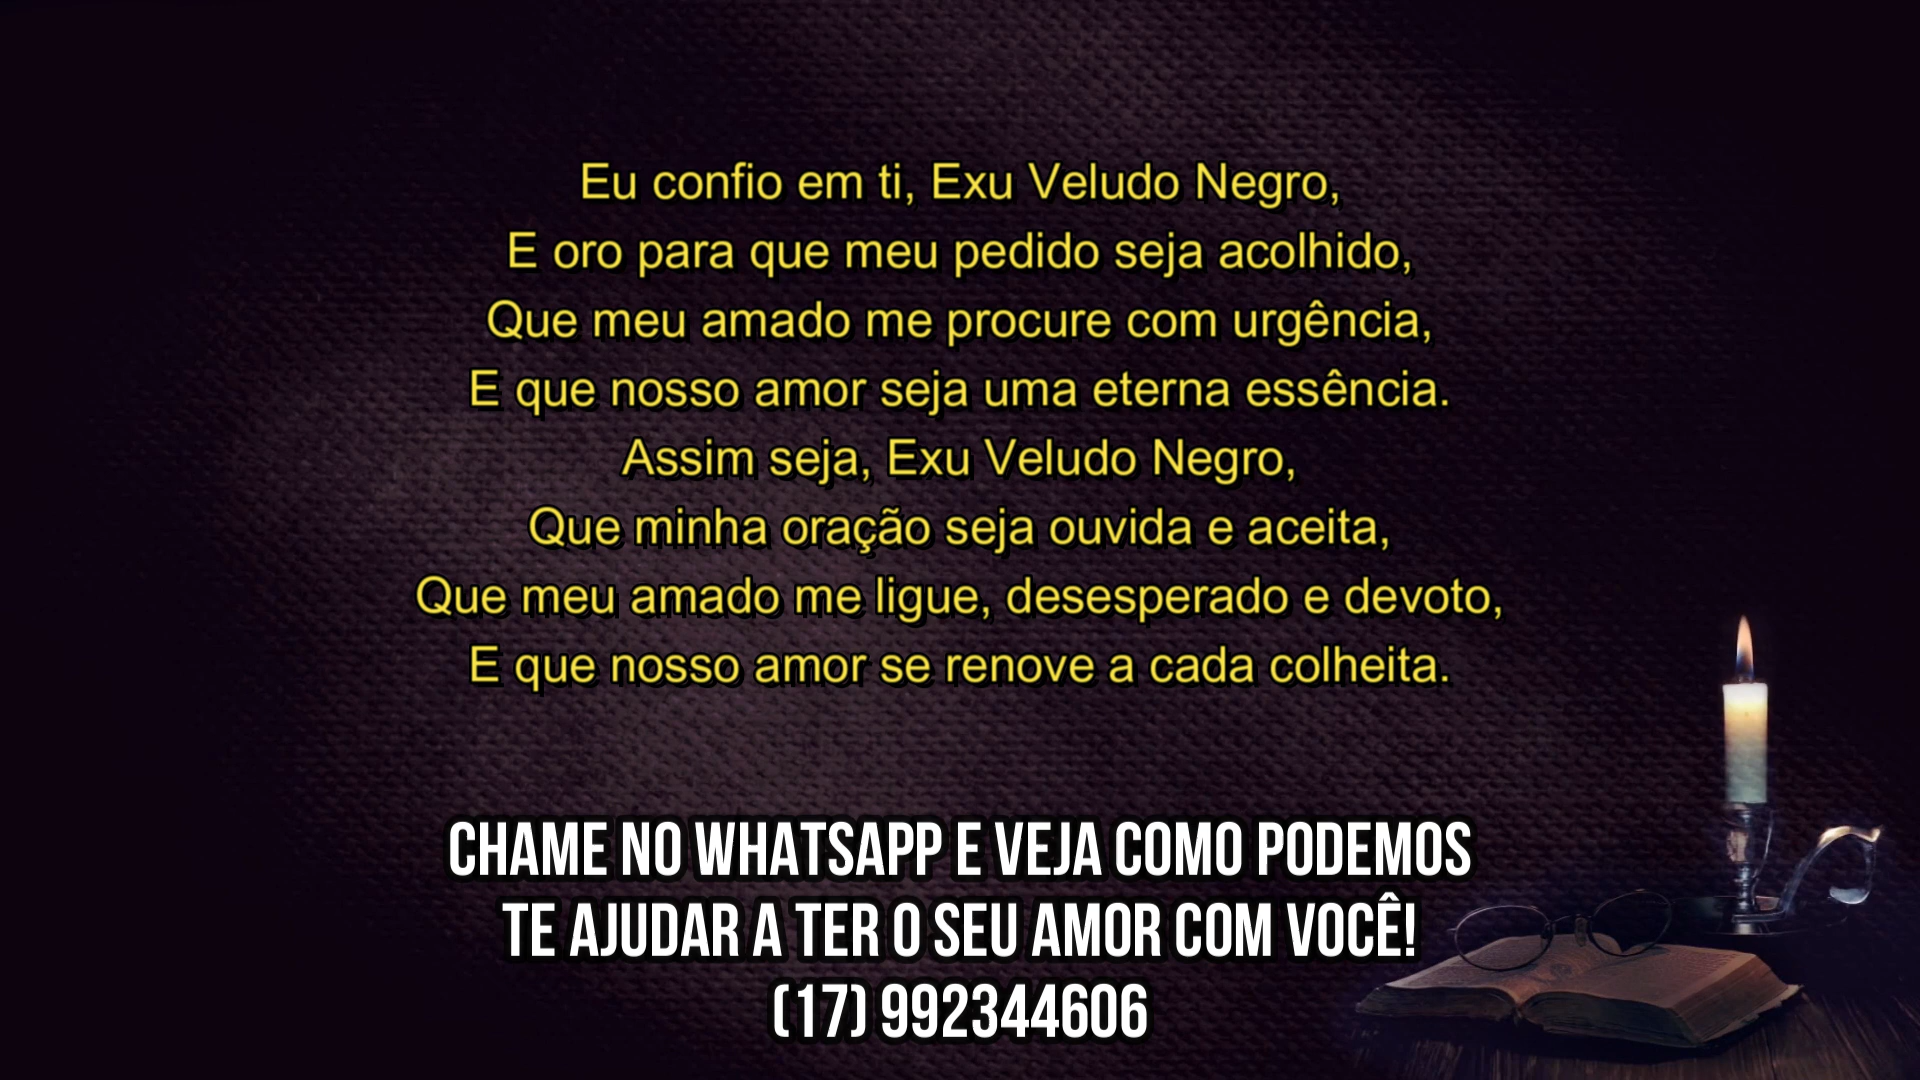 Eu confio em ti, Exu Veludo Negro,
E oro para que meu pedido seja acolhido,
Que meu amado me procure com urgência,
E que nosso amor seja uma eterna essência.
Assim seja, Exu Veludo Negro,
Que minha oração seja ouvida e aceita,
Que meu amado me ligue, desesperado e devoto,
E que nosso amor se renove a cada colheita.
CHAME NO WHATSAPP E VEJA COMO PODEMOS
TE AJUDAR A TER O SEU AMOR COM VOCÊ!
(17) 992344606